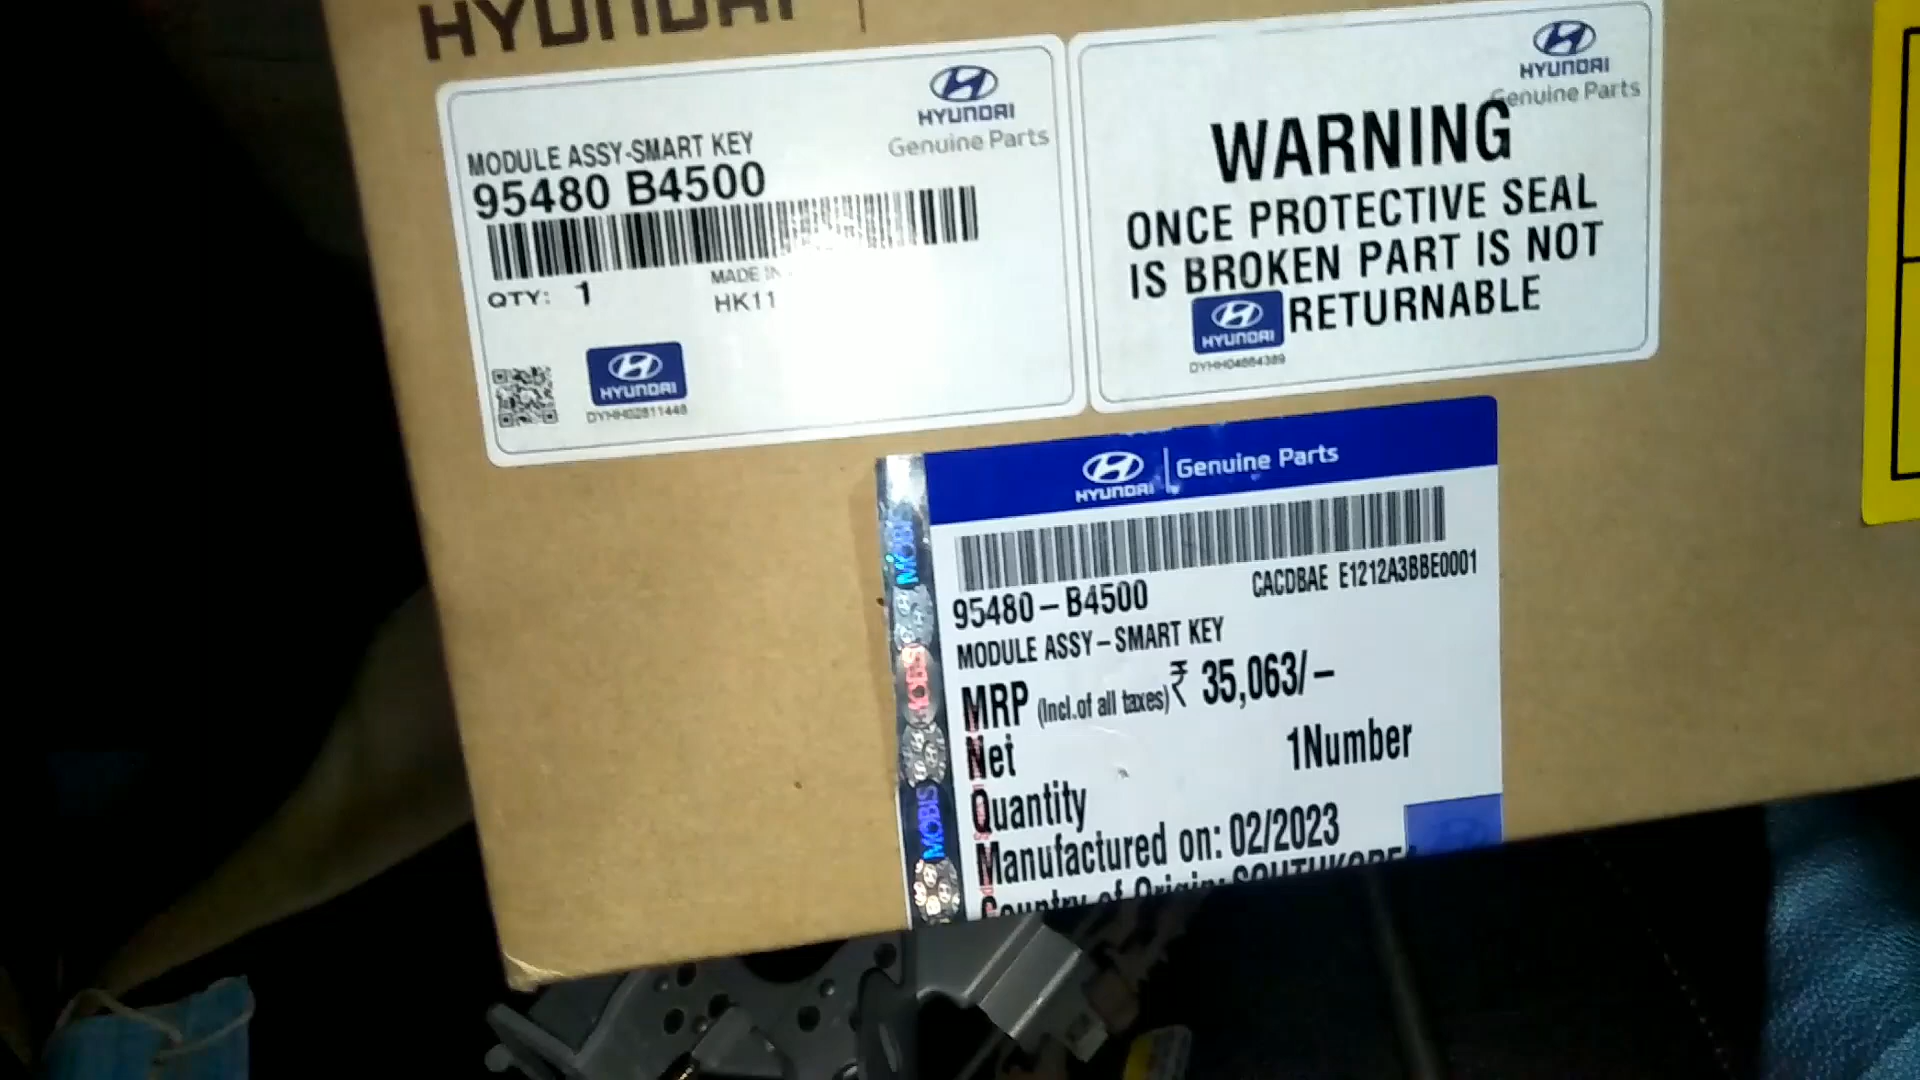 HYUNDAI
HYUNDAI
Genuine Parts
MODULE ASSY-SMART KEY
95480 B4500
MADE IN
QTY: 1
HK11
HYUNDAI
DYHH02811448
HYUNDAI
Genuine Parts
WARNING
ONCE PROTECTIVE SEAL
IS BROKEN PART IS NOT
RETURNABLE
HYUNDAI
DYHH04664389
HYUNDAI | Genuine Parts
95480-B4500
CACDBAE E1212A3BBE0001
MODULE ASSY-SMART KEY
MRP (Incl.of all taxes) ₹ 35,063/-
Net 1Number
Quantity
Manufactured on: 02/2023
Country of Origin: SOUTHKOREA
MOBIS
MOBIS
MOBIS